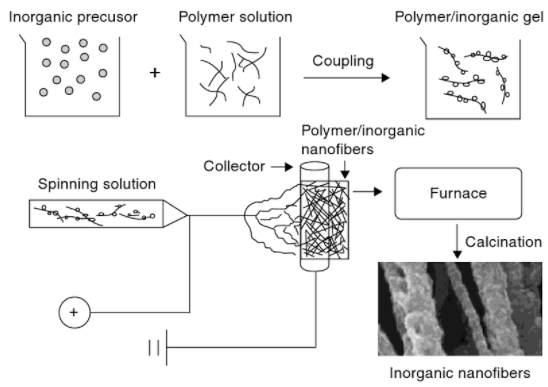 Inorganic precusor
Polymer solution
Polymer/inorganic gel
+
Coupling
Polymer/inorganic
nanofibers
Collector
Spinning solution
Furnace
Calcination
+
Inorganic nanofibers